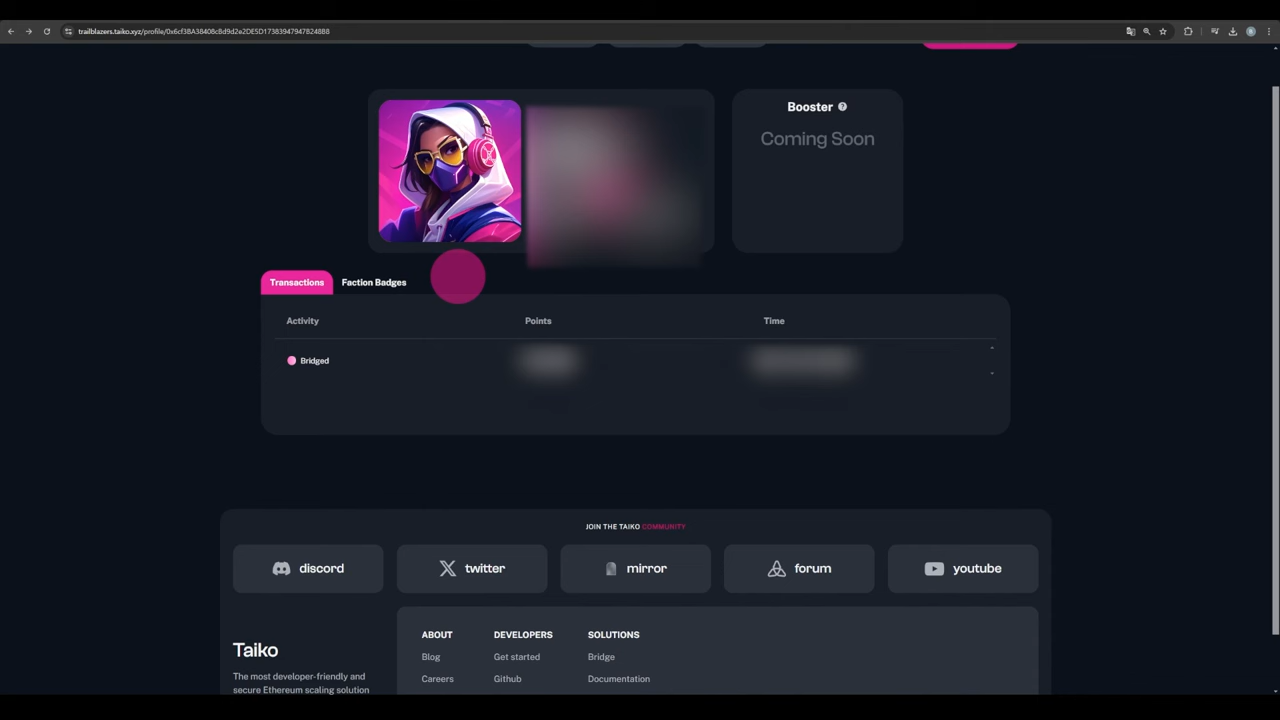 trailblazers.taiko.xyz/profile/0x6cf3BA38408cBd9d2e2DE5D17383947947B248B8
Booster
Coming Soon
Transactions Faction Badges
Activity Points Time
Bridged
JOIN THE TAIKO COMMUNITY
discord twitter mirror forum youtube
ABOUT DEVELOPERS SOLUTIONS
Taiko
Blog Get started Bridge
The most developer-friendly and
Careers Github Documentation
secure Ethereum scaling solution